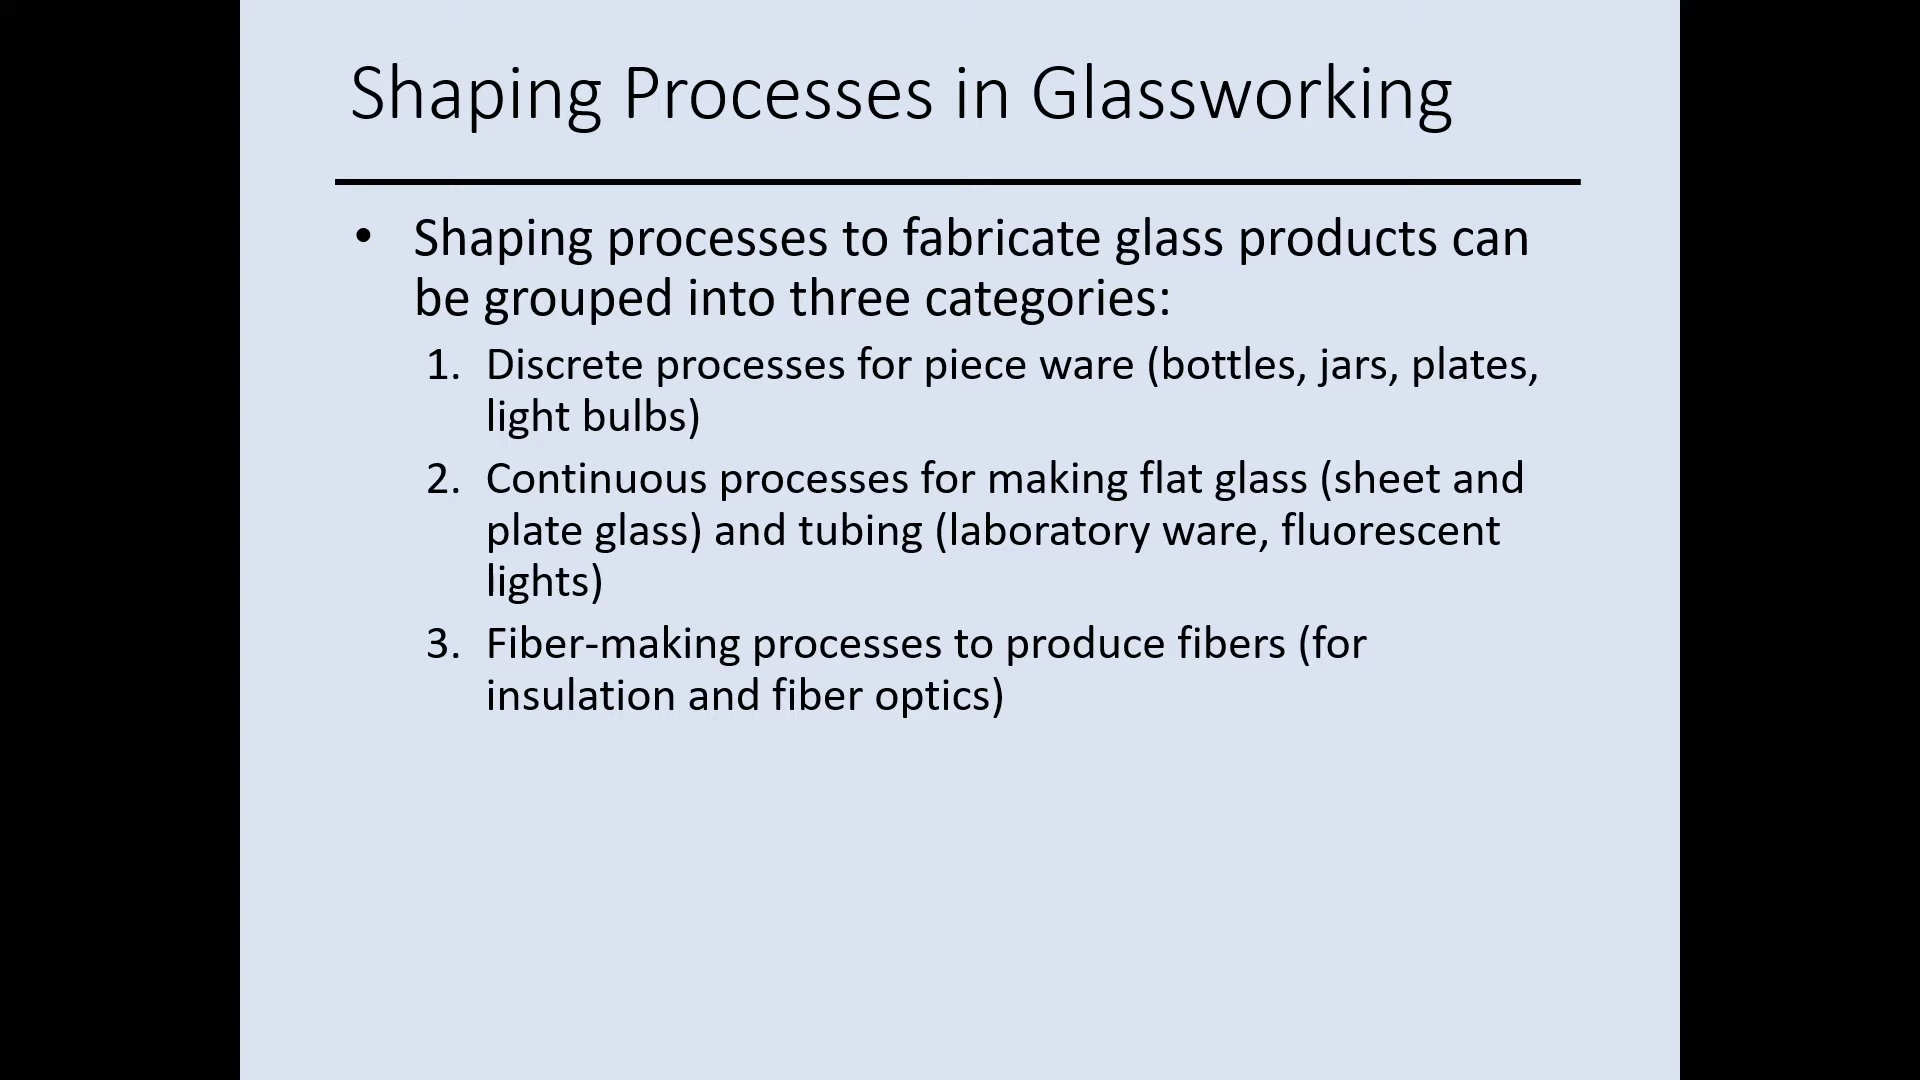 Shaping Processes in Glassworking
• Shaping processes to fabricate glass products can
be grouped into three categories:
1. Discrete processes for piece ware (bottles, jars, plates,
light bulbs)
2. Continuous processes for making flat glass (sheet and
plate glass) and tubing (laboratory ware, fluorescent
lights)
3. Fiber-making processes to produce fibers (for
insulation and fiber optics)